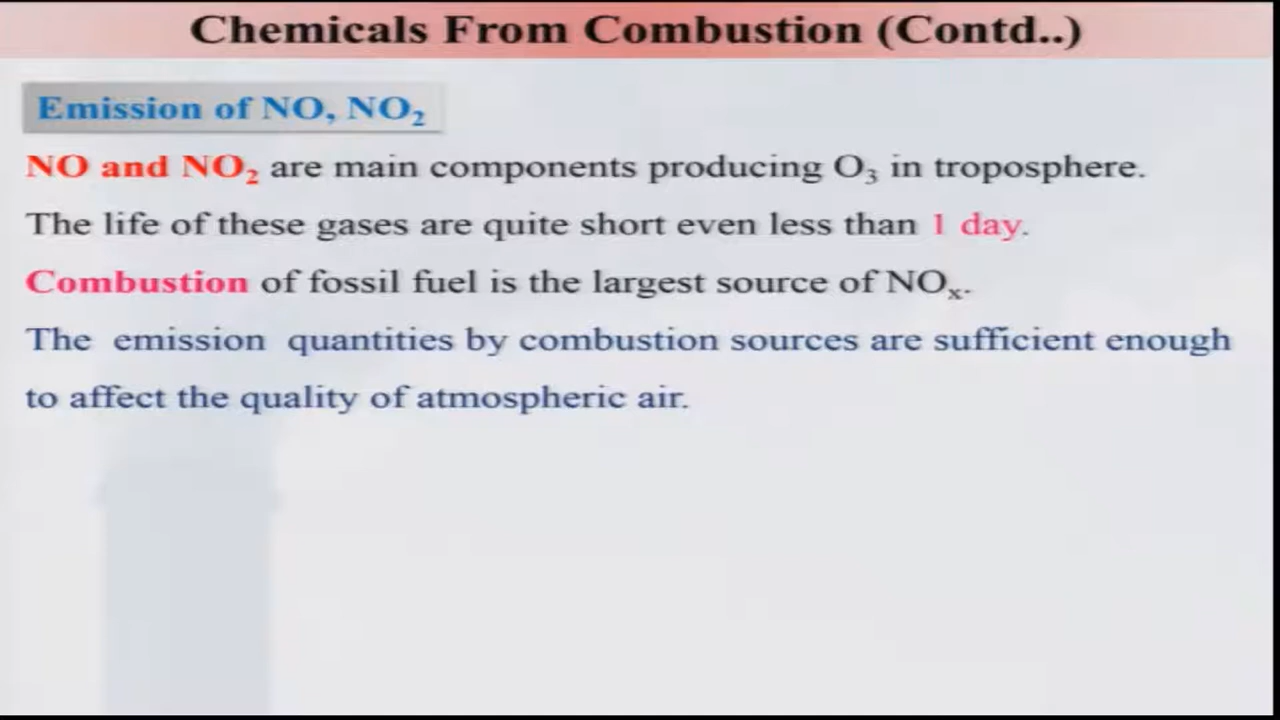 Chemicals From Combustion (Contd..)
Emission of NO, NO₂
NO and NO₂ are main components producing O₃ in troposphere.
The life of these gases are quite short even less than 1 day.
Combustion of fossil fuel is the largest source of NOₓ.
The emission quantities by combustion sources are sufficient enough
to affect the quality of atmospheric air.